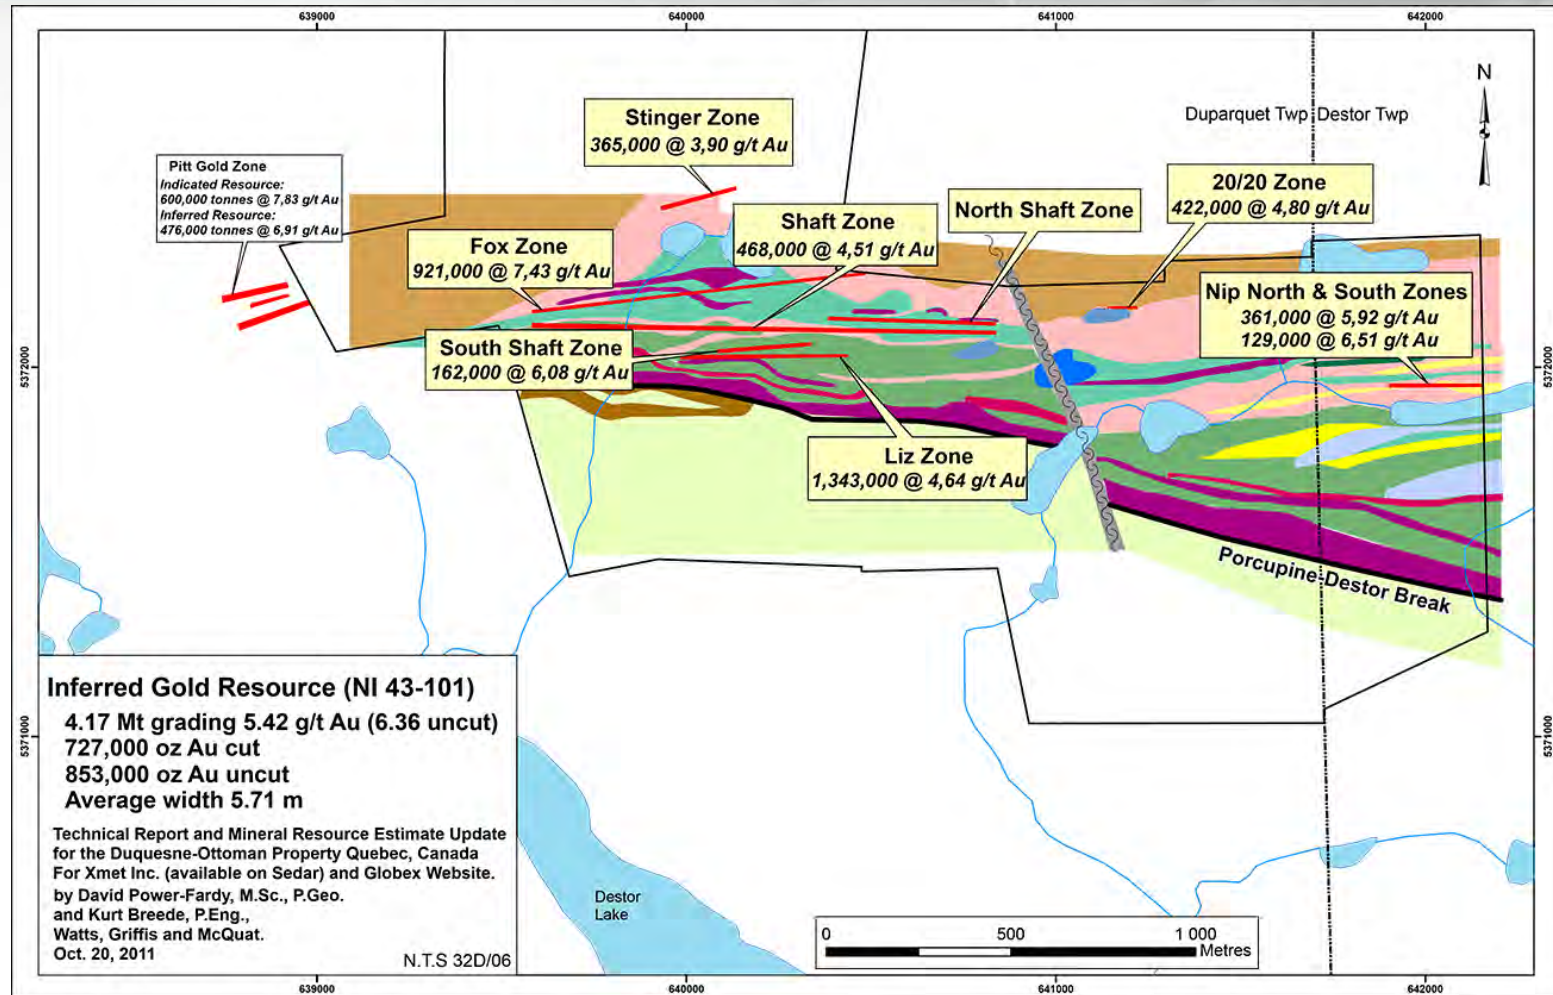 639000
640000
641000
642000
N
Duparquet Twp
Destor Twp
Stinger Zone
365,000 @ 3,90 g/t Au
Pitt Gold Zone
Indicated Resource:
600,000 tonnes @ 7,83 g/t Au
Inferred Resource:
476,000 tonnes @ 6,91 g/t Au
20/20 Zone
422,000 @ 4,80 g/t Au
North Shaft Zone
Shaft Zone
468,000 @ 4,51 g/t Au
Fox Zone
921,000 @ 7,43 g/t Au
Nip North & South Zones
361,000 @ 5,92 g/t Au
129,000 @ 6,51 g/t Au
South Shaft Zone
162,000 @ 6,08 g/t Au
5372000
5372000
Liz Zone
1,343,000 @ 4,64 g/t Au
Porcupine-Destor Break
Inferred Gold Resource (NI 43-101)
4.17 Mt grading 5.42 g/t Au (6.36 uncut)
727,000 oz Au cut
853,000 oz Au uncut
Average width 5.71 m
5371000
5371000
Technical Report and Mineral Resource Estimate Update
for the Duquesne-Ottoman Property Quebec, Canada
For Xmet Inc. (available on Sedar) and Globex Website.
by David Power-Fardy, M.Sc., P.Geo.
and Kurt Breede, P.Eng.,
Watts, Griffis and McQuat.
Oct. 20, 2011
N.T.S 32D/06
Destor
Lake
0
500
1 000
Metres
639000
640000
641000
642000